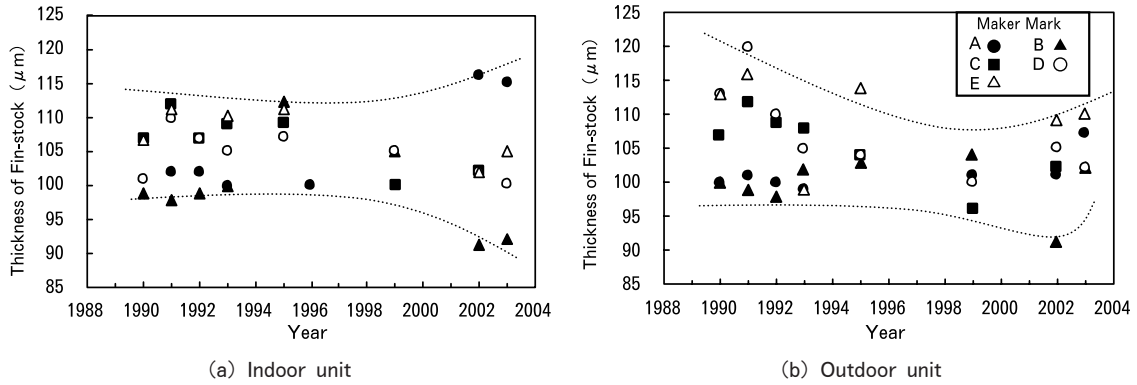 Thickness of Fin-stock (μm)
125
120
115
110
105
100
95
90
85
1988 1990 1992 1994 1996 1998 2000 2002 2004
Year
(a) Indoor unit
Thickness of Fin-stock (μm)
125
120
115
110
105
100
95
90
85
1988 1990 1992 1994 1996 1998 2000 2002 2004
Year
(b) Outdoor unit
Maker Mark
A B
C D
E